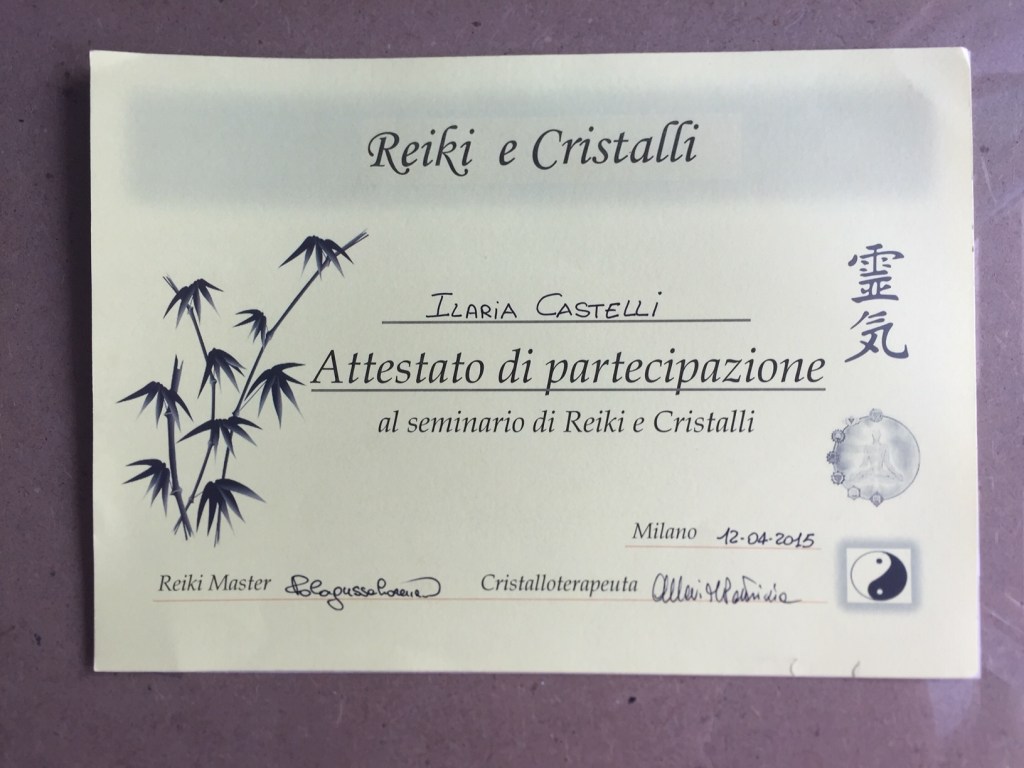 Reiki e Cristalli
ILARIA CASTELLI
Attestato di partecipazione
al seminario di Reiki e Cristalli
靈
気
Milano 12-04-2015
Reiki Master
Cristalloterapeuta